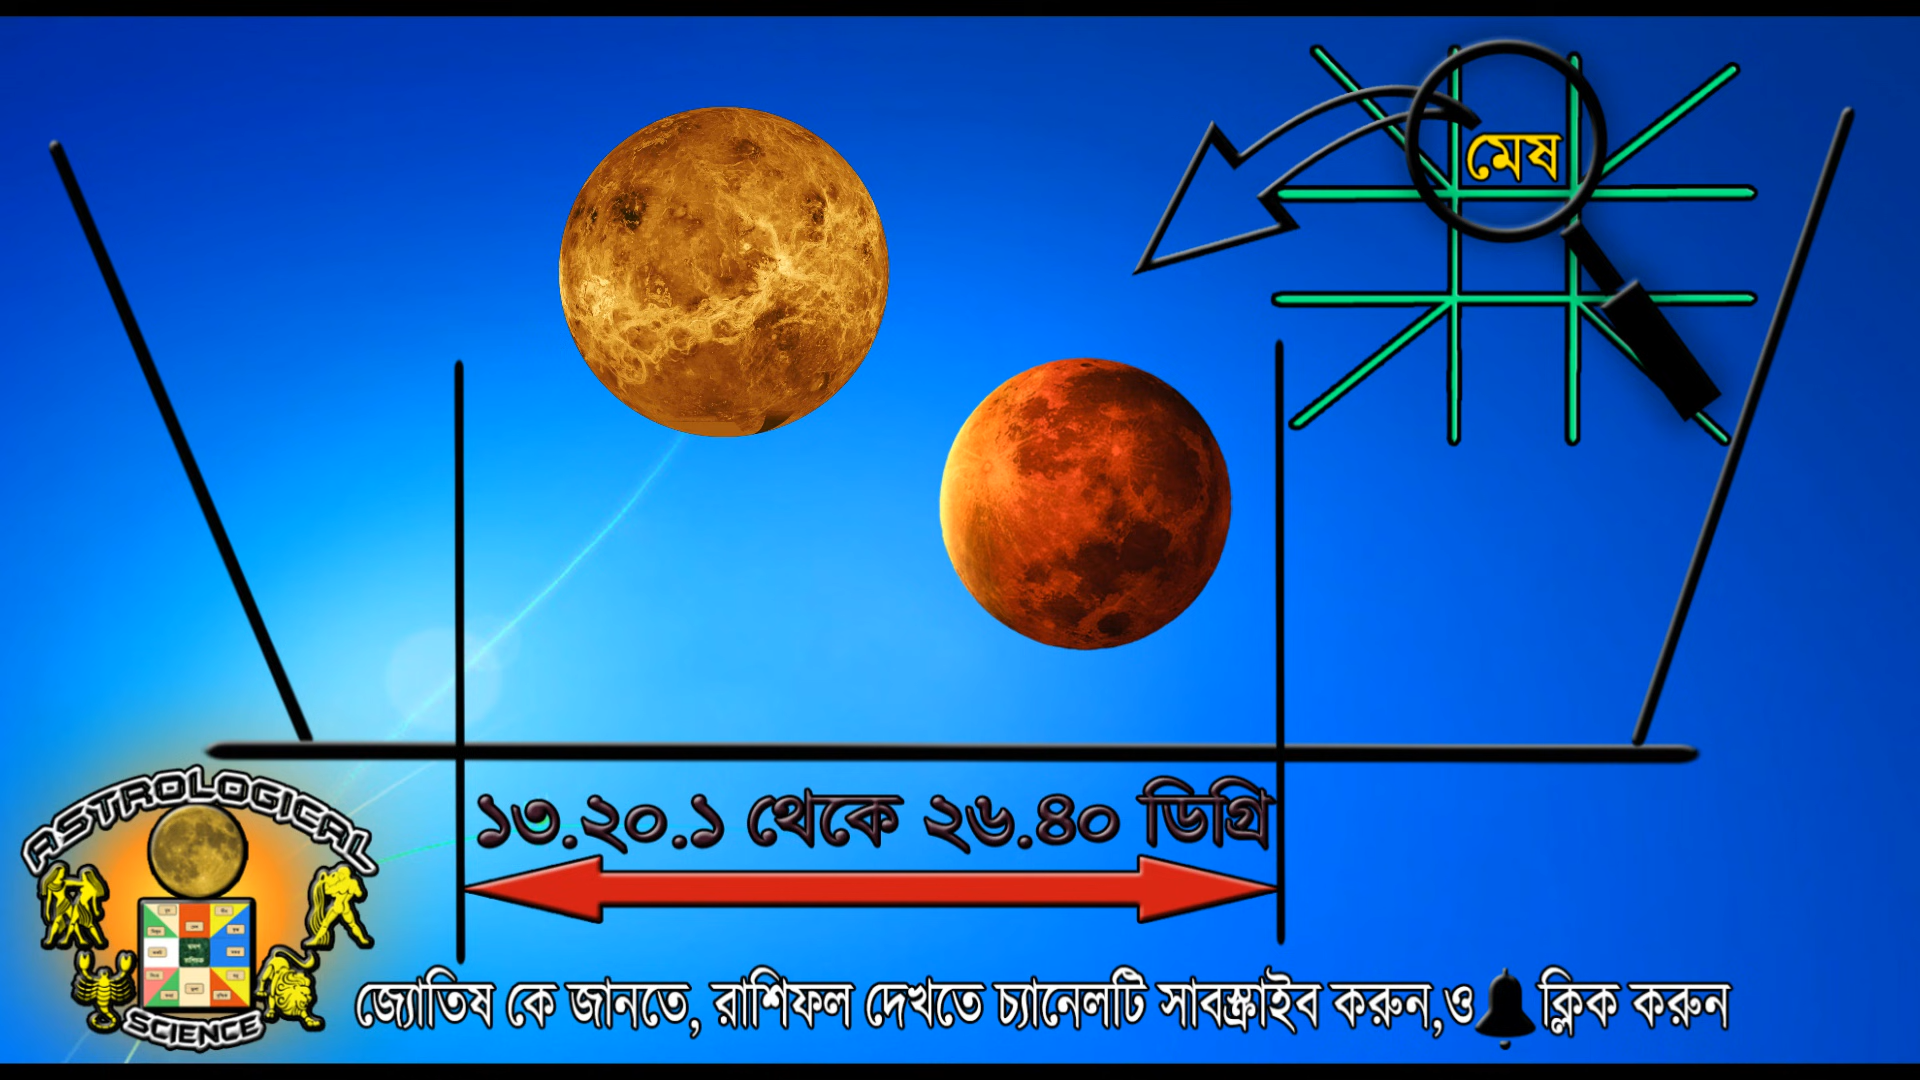 মেষ
১৩.২০.১ থেকে ২৬.৪০ ডিগ্রি
ASTROLOGICAL
SCIENCE
জ্যোতিষ কে জানতে, রাশিফল দেখতে চ্যানেলটি সাবস্ক্রাইব করুন,ও ক্লিক করুন